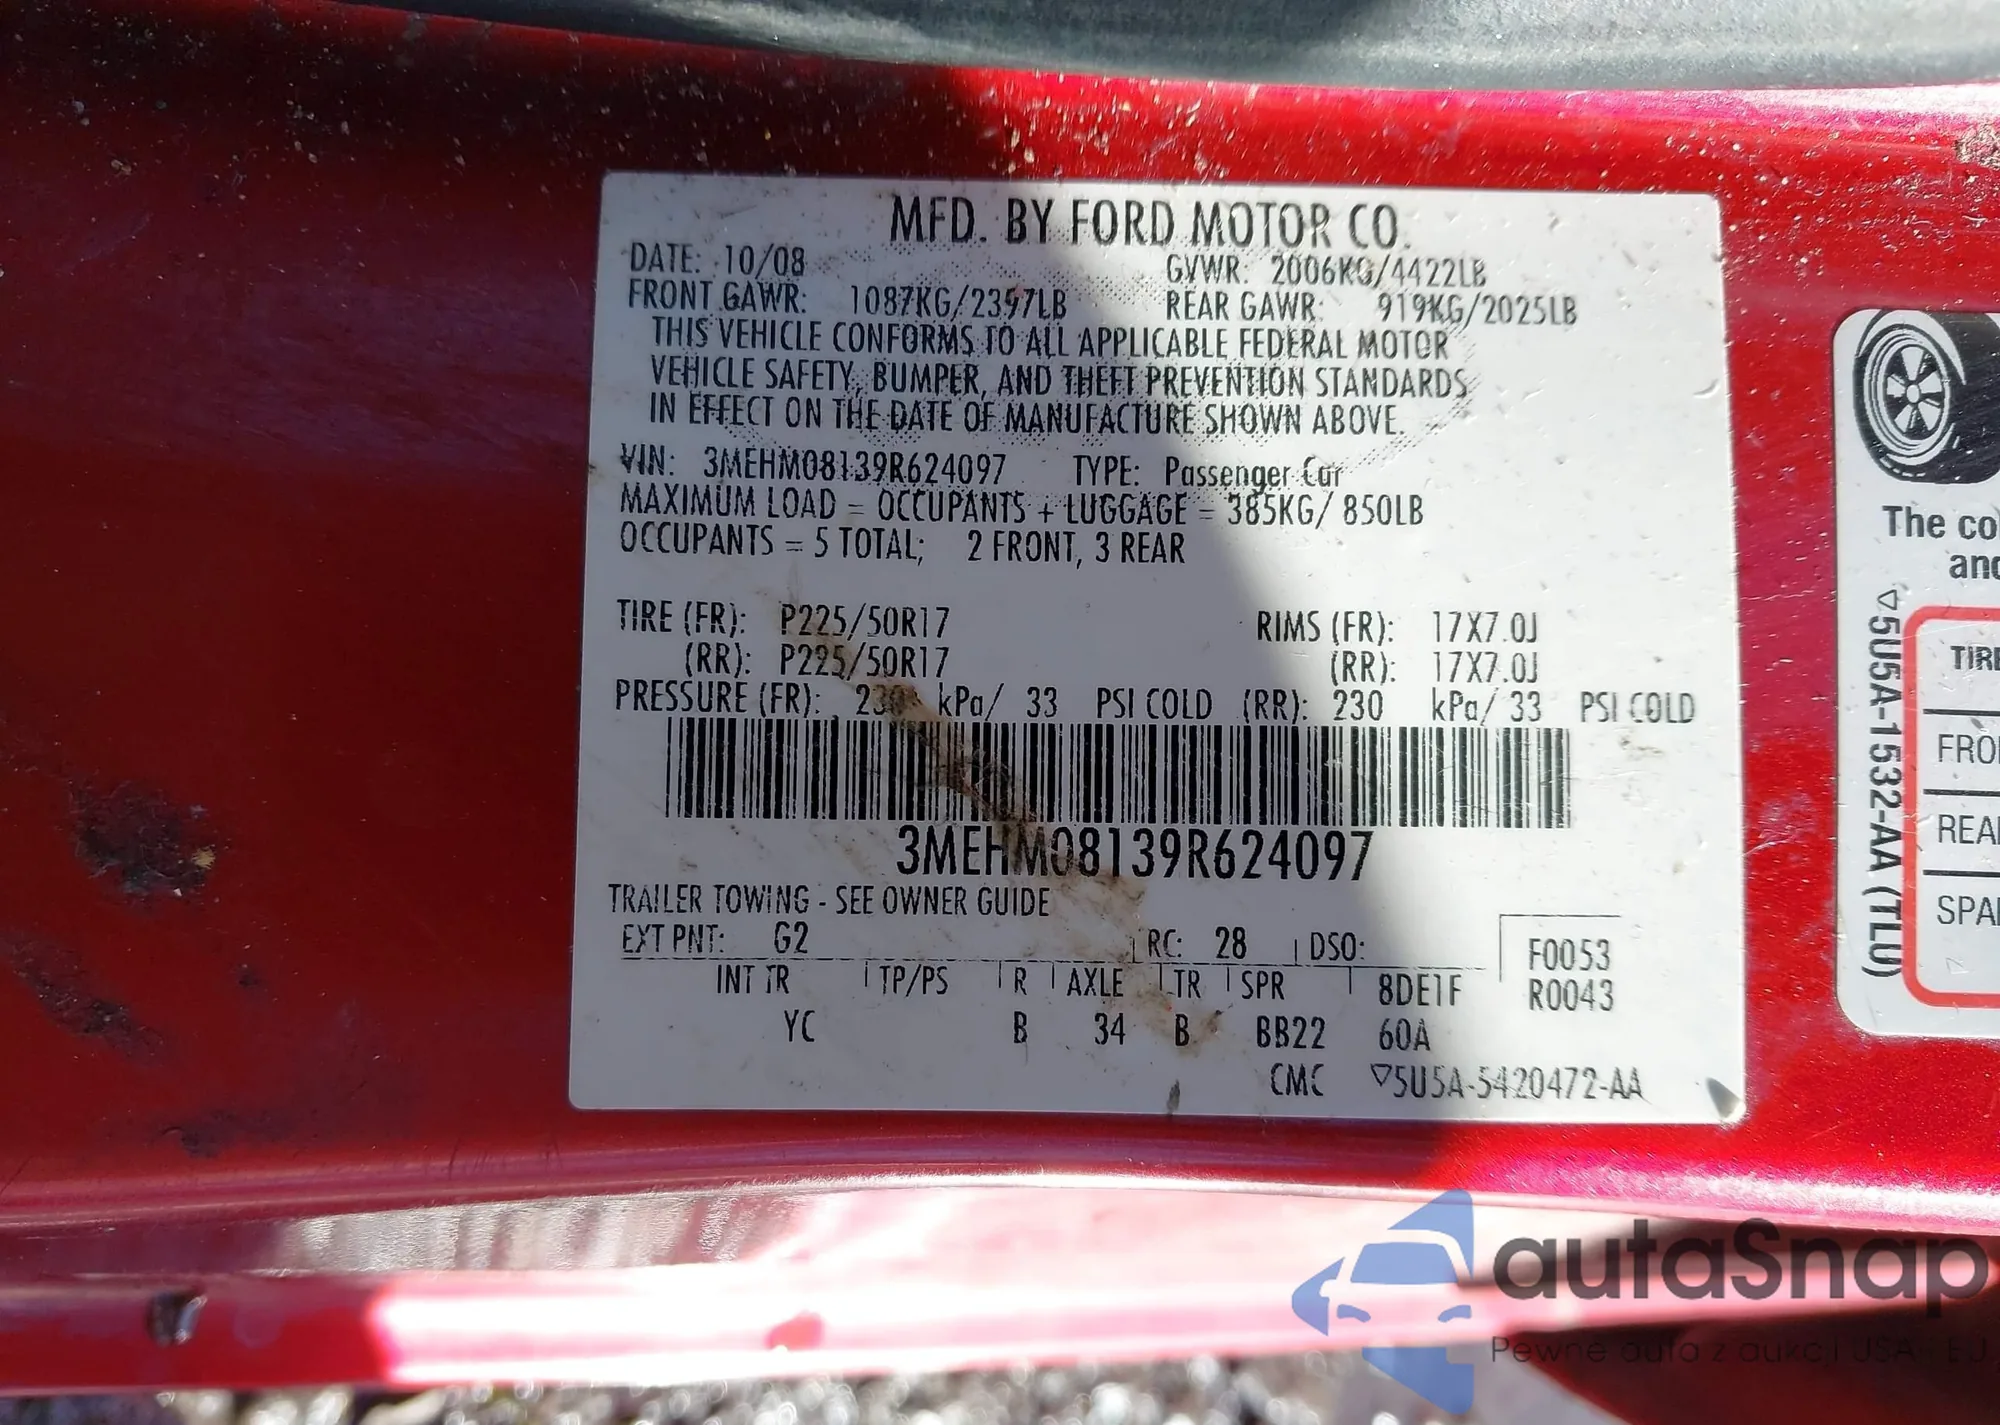 MFD. BY FORD MOTOR CO.
DATE: 10/08 GVWR: 2006KG/4422LB
FRONT GAWR: 1087KG/2397LB REAR GAWR: 919KG/2025LB
THIS VEHICLE CONFORMS TO ALL APPLICABLE FEDERAL MOTOR
VEHICLE SAFETY, BUMPER, AND THEFT PREVENTION STANDARDS
IN EFFECT ON THE DATE OF MANUFACTURE SHOWN ABOVE.
VIN: 3MEHM08139R624097 TYPE: Passenger Car
MAXIMUM LOAD = OCCUPANTS + LUGGAGE = 385KG/ 850LB
OCCUPANTS = 5 TOTAL; 2 FRONT, 3 REAR
TIRE (FR): P225/50R17 RIMS (FR): 17X7.0J
(RR): P225/50R17 (RR): 17X7.0J
PRESSURE (FR): 230 kPa/ 33 PSI COLD (RR): 230 kPa/ 33 PSI COLD
3MEHM08139R624097
TRAILER TOWING - SEE OWNER GUIDE
EXT PNT: G2 RC: 28 DSO: F0053
INT TR TP/PS R AXLE TR SPR 8DE1F R0043
YC B 34 B BB22 60A
CMC ▽5U5A-5420472-AA
The co
and
▽5U5A-1532-AA (TLU)
TIRE
FRO
REA
SPA
autaSnap
Pewne auta z aukcji USA i EU